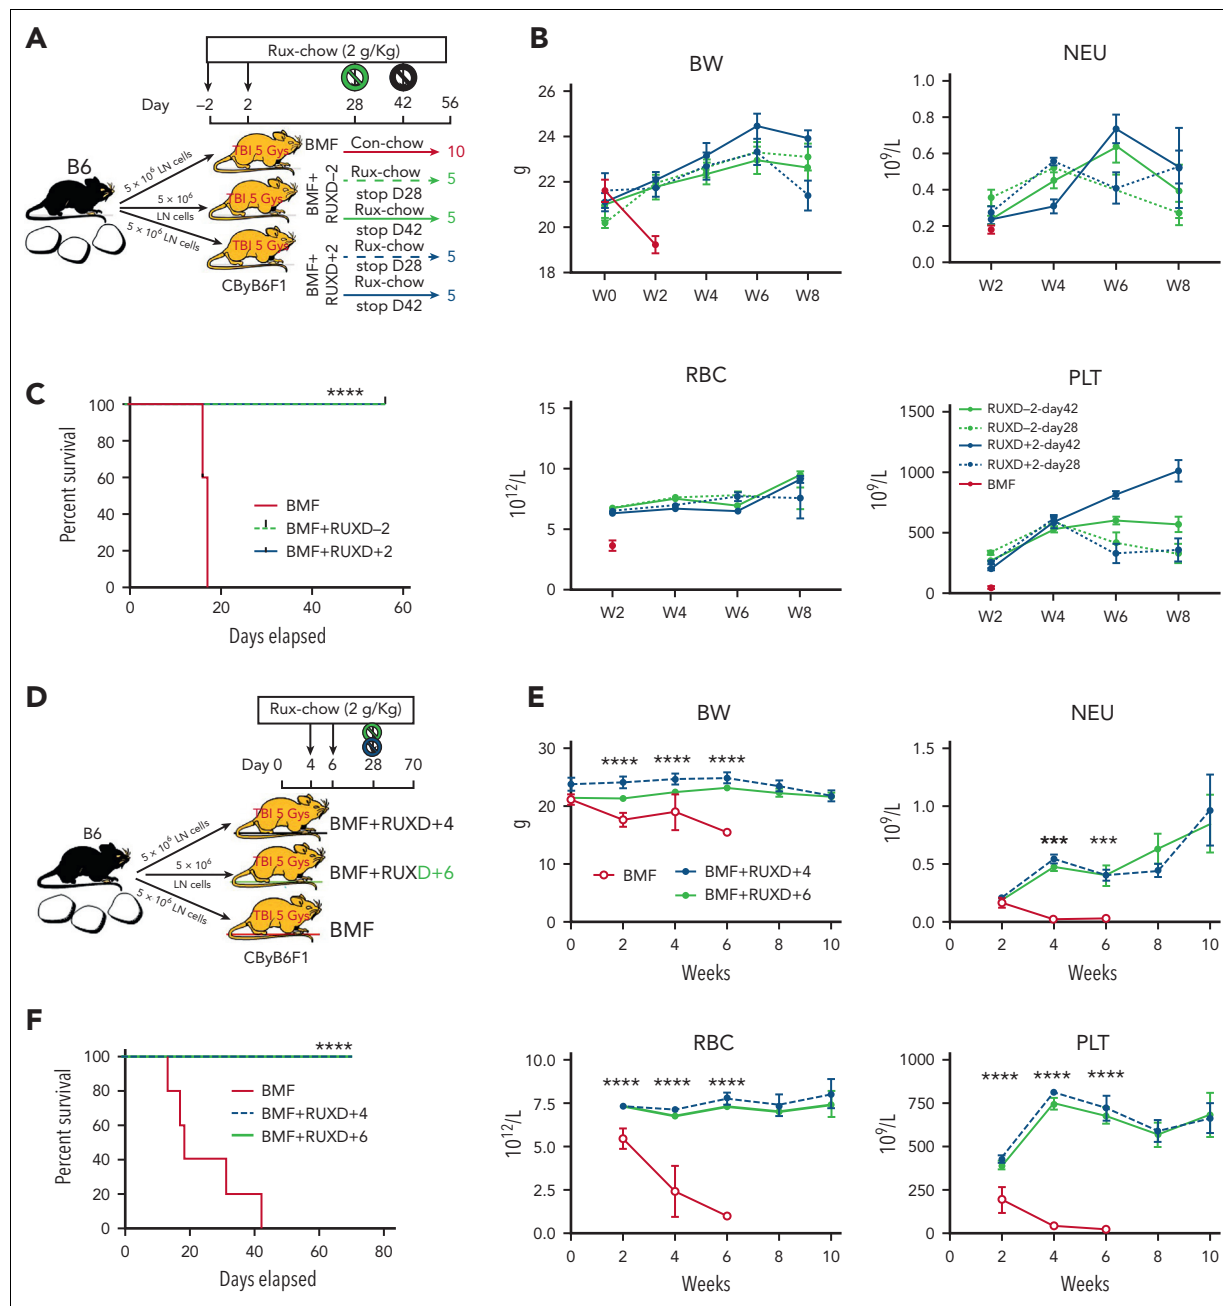 A
Rux-chow (2 g/Kg)
Day
–2
2
28
42
56
B6
5 × 10⁶ LN cells
5 × 10⁶
LN cells
5 × 10⁶ LN cells
TBI 5 Gys
TBI 5 Gys
TBI 5 Gys
CByB6F1
BMF
Con-chow
10
BMF+
RUXD–2
Rux-chow
5
stop D28
Rux-chow
5
stop D42
BMF+
RUXD+2
Rux-chow
5
stop D28
Rux-chow
5
stop D42
B
BW
g
26
24
22
20
18
W0
W2
W4
W6
W8
NEU
10⁹/L
1.0
0.8
0.6
0.4
0.2
0.0
W2
W4
W6
W8
RBC
10¹²/L
15
10
5
0
W2
W4
W6
W8
PLT
10⁹/L
1500
1000
500
0
W2
W4
W6
W8
RUXD–2-day42
RUXD–2-day28
RUXD+2-day42
RUXD+2-day28
BMF
C
****
Percent survival
100
80
60
40
20
0
0
20
40
60
Days elapsed
BMF
BMF+RUXD–2
BMF+RUXD+2
D
Rux-chow (2 g/Kg)
Day 0
4
6
28
70
B6
5 × 10⁶ LN cells
5 × 10⁶
LN cells
5 × 10⁶ LN cells
TBI 5 Gys
TBI 5 Gys
TBI 5 Gys
BMF+RUXD+4
BMF+RUXD+6
BMF
CByB6F1
E
BW
g
30
20
10
0
**** **** ****
BMF
BMF+RUXD+4
BMF+RUXD+6
0
2
4
6
8
10
Weeks
NEU
10⁹/L
1.5
1.0
0.5
0.0
*** ***
0
2
4
6
8
10
Weeks
RBC
10¹²/L
10.0
7.5
5.0
2.5
0.0
**** **** ****
0
2
4
6
8
10
Weeks
PLT
10⁹/L
1000
750
500
250
0
**** **** ****
0
2
4
6
8
10
Weeks
F
****
Percent survival
100
80
60
40
20
0
0
20
40
60
80
Days elapsed
BMF
BMF+RUXD+4
BMF+RUXD+6